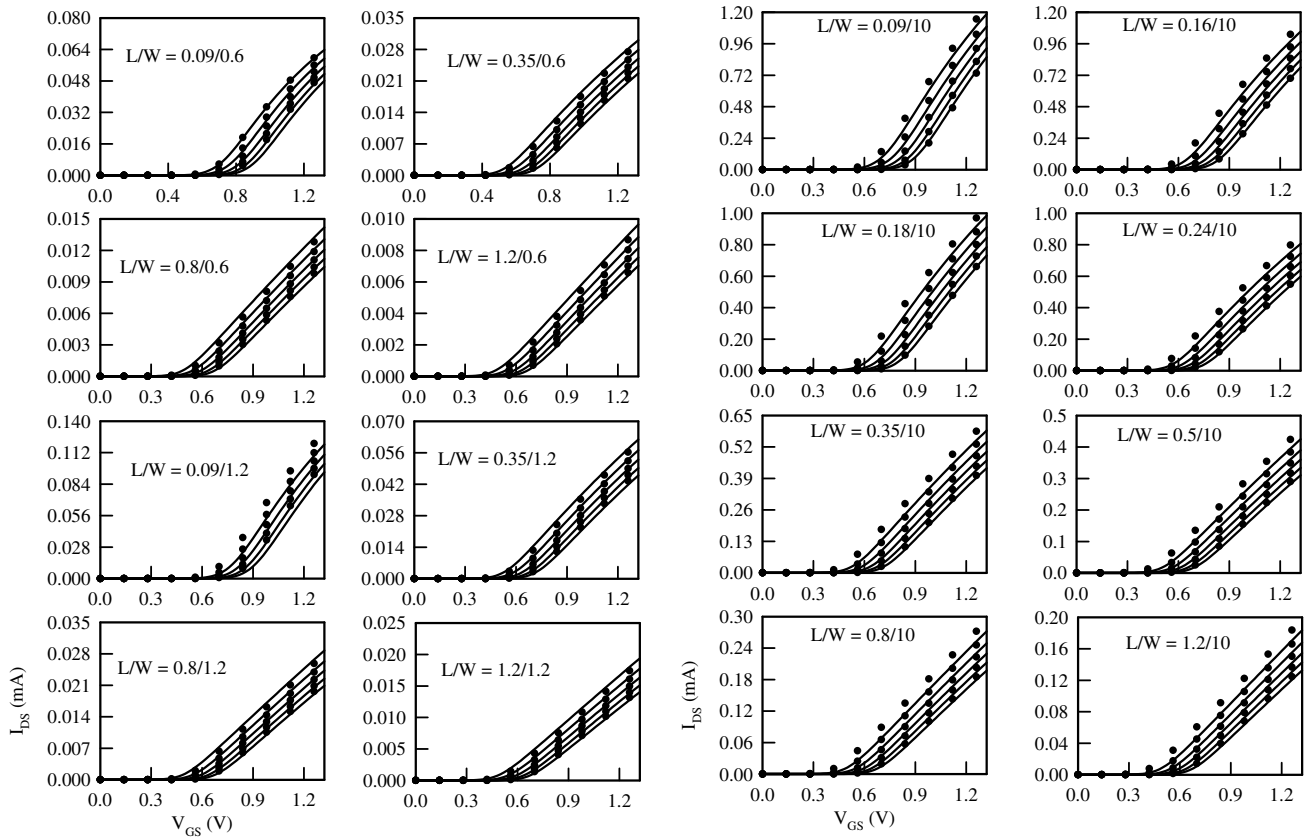 0.080
0.064
0.048
0.032
0.016
0.000
L/W = 0.09/0.6
0.0 0.4 0.4 0.8 1.2
0.035
0.028
0.021
0.014
0.007
0.000
L/W = 0.35/0.6
0.0 0.3 0.6 0.9 1.2
1.20
0.96
0.72
0.48
0.24
0.00
L/W = 0.09/10
0.0 0.3 0.6 0.9 1.2
1.20
0.96
0.72
0.48
0.24
0.00
L/W = 0.16/10
0.0 0.3 0.6 0.9 1.2
0.015
0.012
0.009
0.006
0.003
0.000
L/W = 0.8/0.6
0.0 0.3 0.6 0.9 1.2
0.010
0.008
0.006
0.004
0.002
0.000
L/W = 1.2/0.6
0.0 0.3 0.6 0.9 1.2
1.00
0.80
0.60
0.40
0.20
0.00
L/W = 0.18/10
0.0 0.3 0.6 0.9 1.2
1.00
0.80
0.60
0.40
0.20
0.00
L/W = 0.24/10
0.0 0.3 0.6 0.9 1.2
0.140
0.112
0.084
0.056
0.028
0.000
L/W = 0.09/1.2
0.0 0.3 0.6 0.9 1.2
0.070
0.056
0.042
0.028
0.014
0.000
L/W = 0.35/1.2
0.0 0.3 0.6 0.9 1.2
0.65
0.52
0.39
0.26
0.13
0.00
L/W = 0.35/10
0.0 0.3 0.6 0.9 1.2
0.5
0.4
0.3
0.2
0.1
0.0
L/W = 0.5/10
0.0 0.3 0.6 0.9 1.2
I_DS (mA)
0.035
0.028
0.021
0.014
0.007
0.000
L/W = 0.8/1.2
0.0 0.3 0.6 0.9 1.2
V_GS (V)
0.025
0.020
0.015
0.010
0.005
0.000
L/W = 1.2/1.2
0.0 0.3 0.6 0.9 1.2
I_DS (mA)
0.30
0.24
0.18
0.12
0.06
0.00
L/W = 0.8/10
0.0 0.3 0.6 0.9 1.2
V_GS (V)
0.20
0.16
0.12
0.08
0.04
0.00
L/W = 1.2/10
0.0 0.3 0.6 0.9 1.2